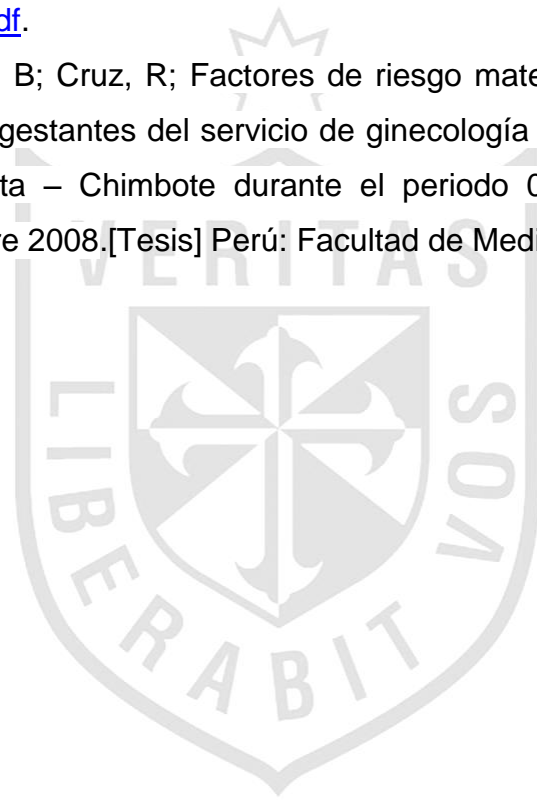 df.
B; Cruz, R; Factores de riesgo mate
gestantes del servicio de ginecología
ta – Chimbote durante el periodo 0
re 2008.[Tesis] Perú: Facultad de Medi
VERITAS
LIBERABIT
VOS